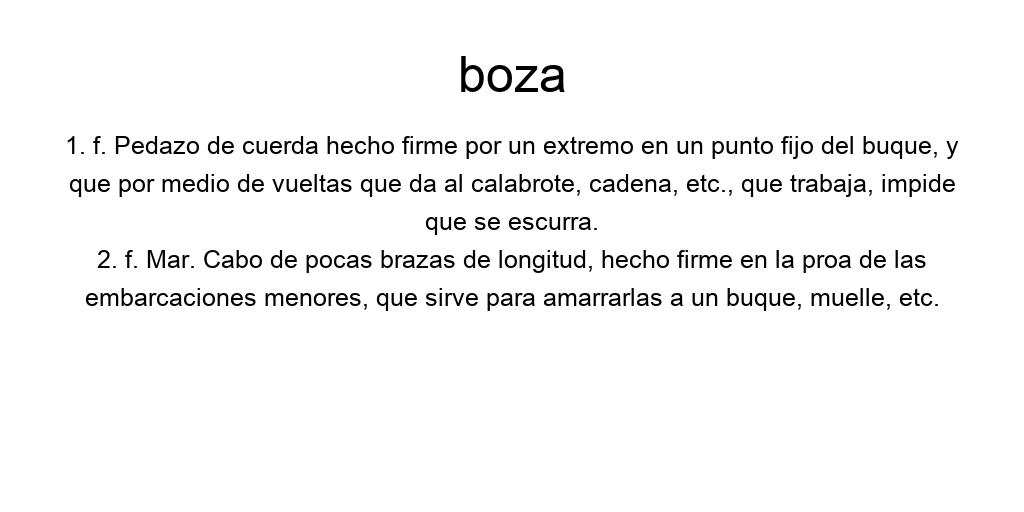 boza
1. f. Pedazo de cuerda hecho firme por un extremo en un punto fijo del buque, y
que por medio de vueltas que da al calabrote, cadena, etc., que trabaja, impide
que se escurra.
2. f. Mar. Cabo de pocas brazas de longitud, hecho firme en la proa de las
embarcaciones menores, que sirve para amarrarlas a un buque, muelle, etc.